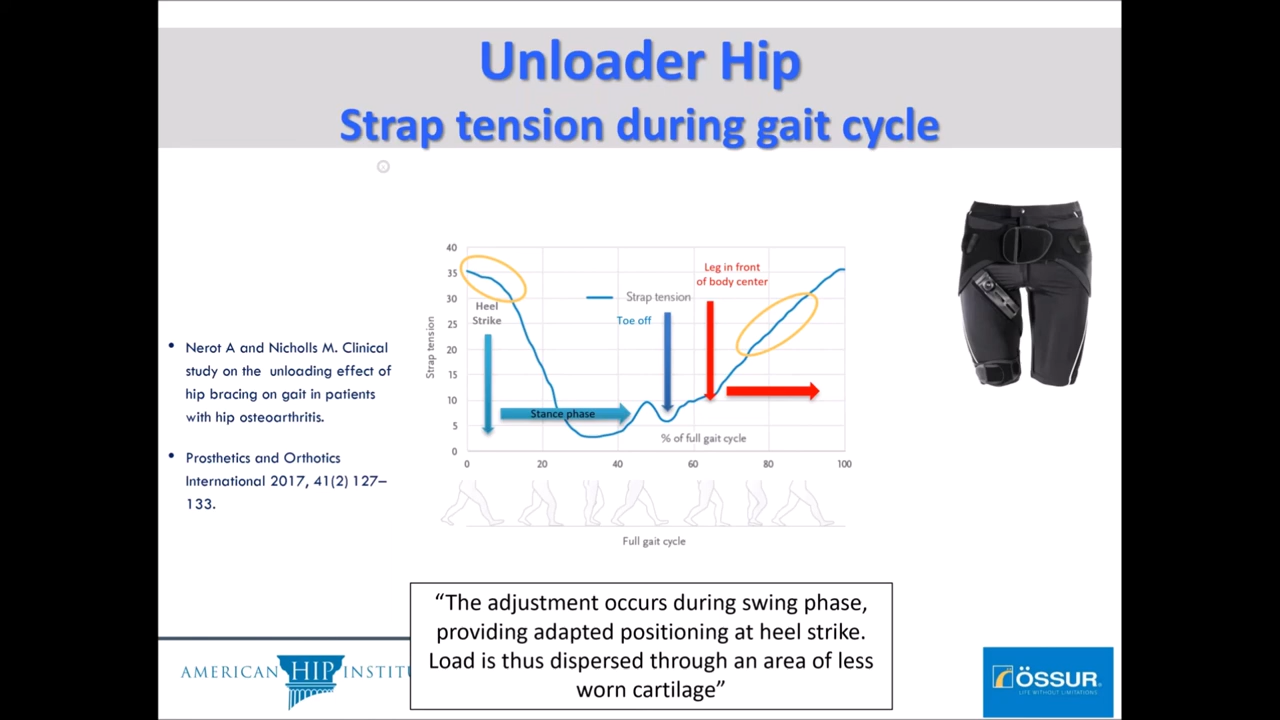 Unloader Hip
Strap tension during gait cycle
• Nerot A and Nicholls M. Clinical
study on the unloading effect of
hip bracing on gait in patients
with hip osteoarthritis.
• Prosthetics and Orthotics
International 2017, 41(2) 127–
133.
Strap tension
40
35
30
25
20
15
10
5
0
Heel
Strike
Stance phase
Strap tension
Toe off
Leg in front
of body center
% of full gait cycle
0 20 40 60 80 100
Full gait cycle
“The adjustment occurs during swing phase,
providing adapted positioning at heel strike.
Load is thus dispersed through an area of less
worn cartilage”
AMERICAN HIP INSTITU
ÖSSUR
LIFE WITHOUT LIMITATIONS